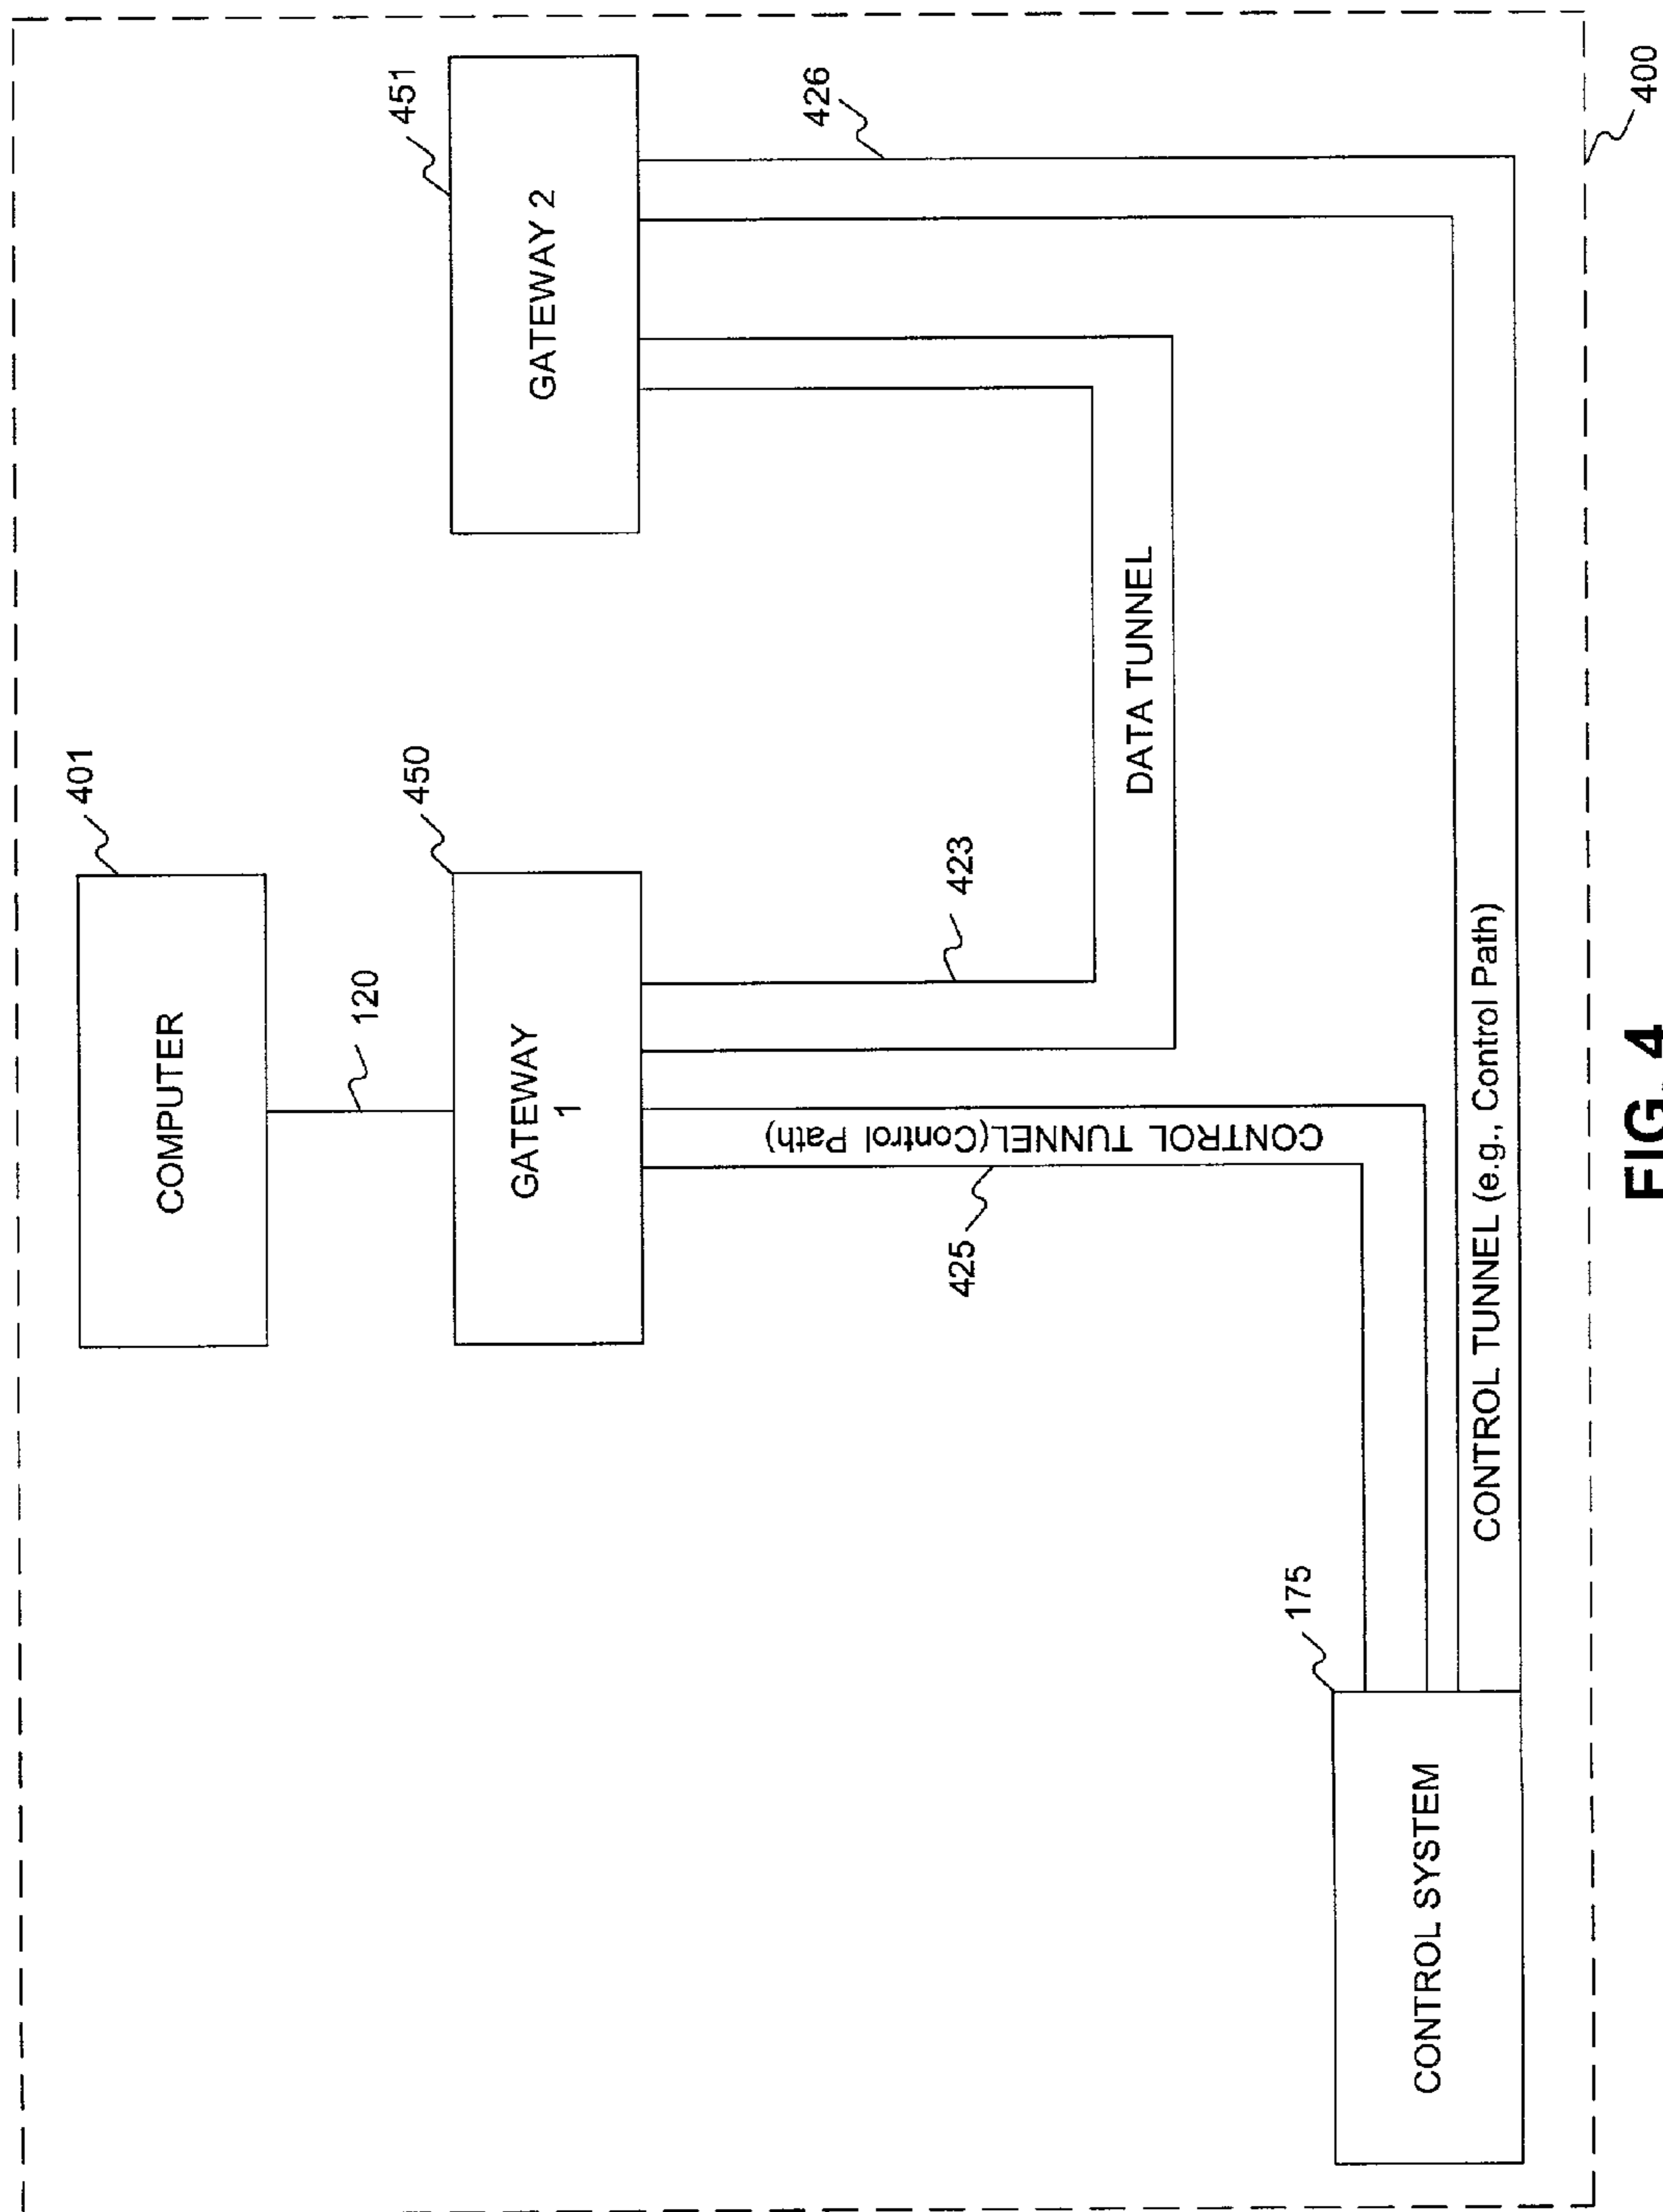 401
COMPUTER
120
450
GATEWAY
1
451
GATEWAY 2
425
CONTROL TUNNEL(Control Path)
423
426
DATA TUNNEL
175
CONTROL SYSTEM
CONTROL TUNNEL (e.g., Control Path)
400
FIG. 4